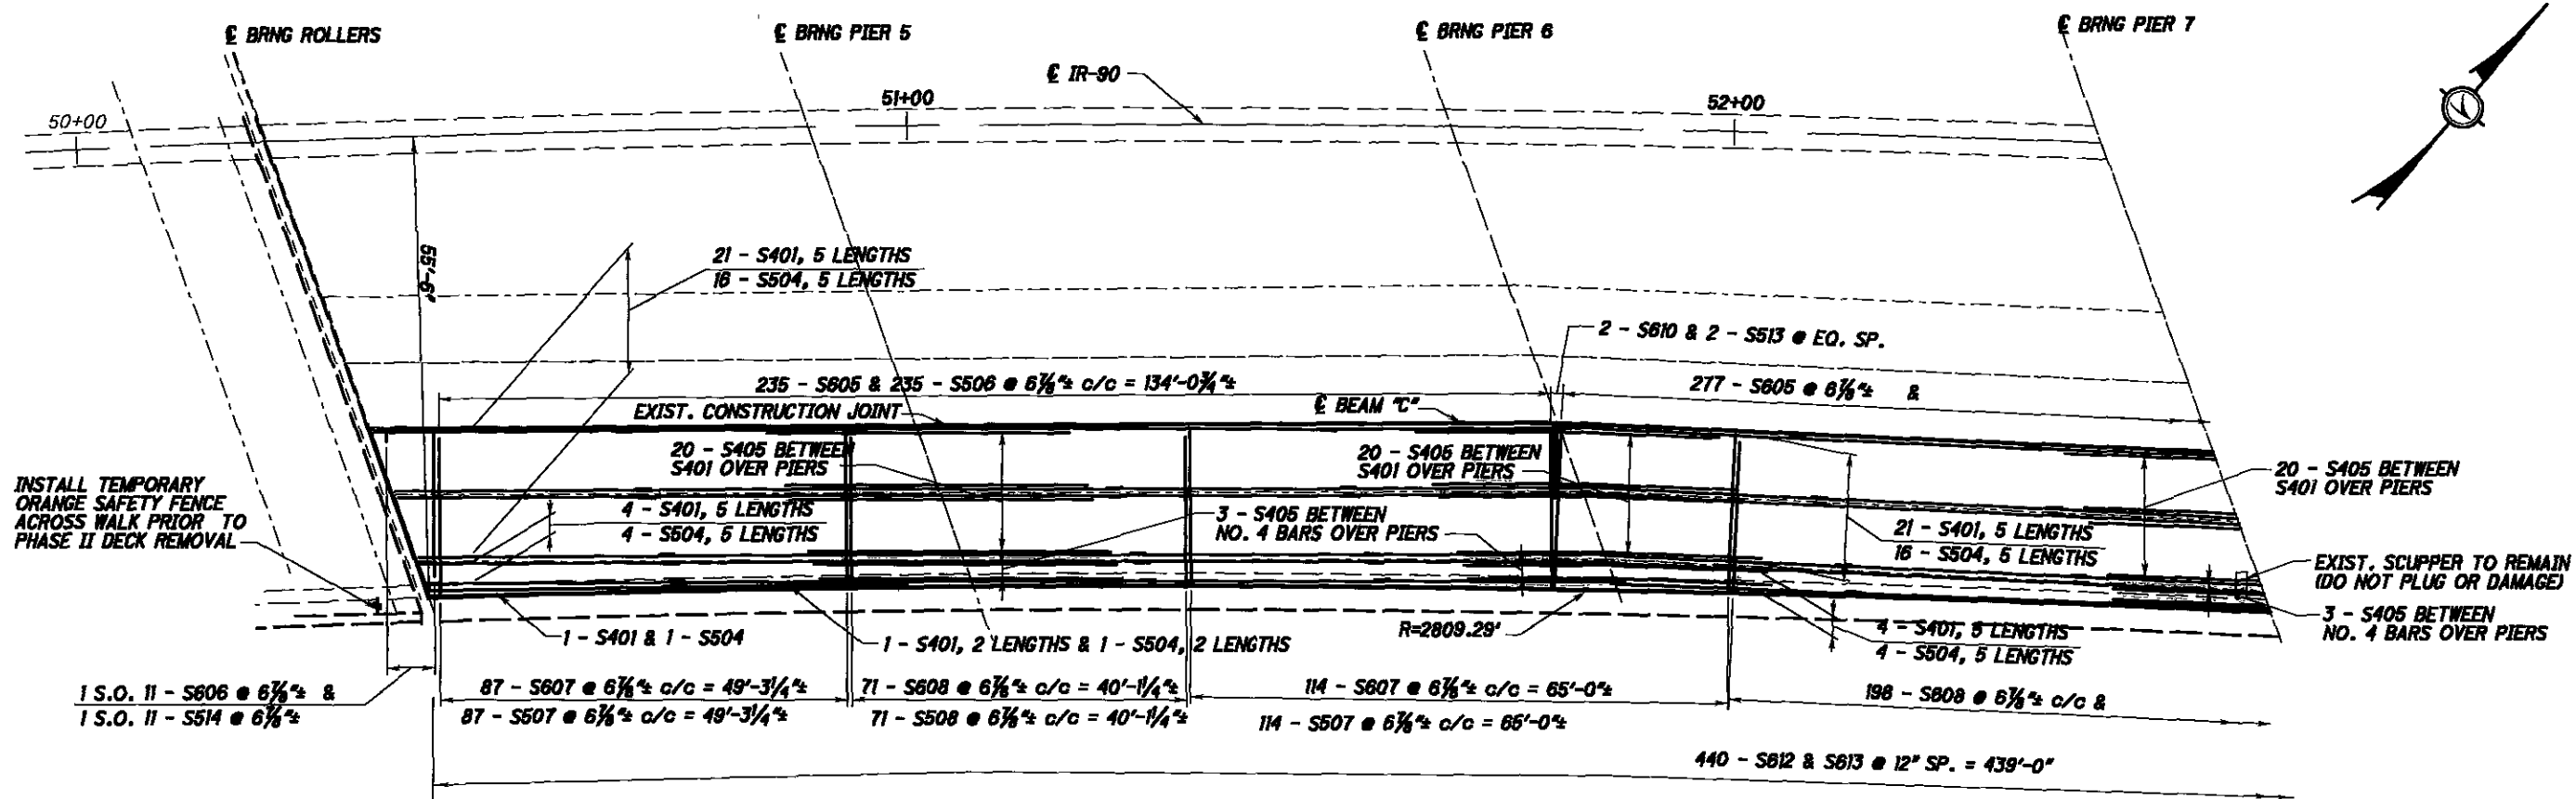 ℄ BRNG ROLLERS
℄ BRNG PIER 5
℄ BRNG PIER 6
℄ BRNG PIER 7
℄ IR-90
50+00
51+00
52+00
55'-6"
21 - S401, 5 LENGTHS
16 - S504, 5 LENGTHS
2 - S610 & 2 - S513 @ EQ. SP.
235 - S605 & 235 - S506 @ 6⅞"± c/c = 134'-0¾"±
277 - S605 @ 6⅞"± &
EXIST. CONSTRUCTION JOINT
℄ BEAM "C"
20 - S405 BETWEEN
S401 OVER PIERS
20 - S405 BETWEEN
S401 OVER PIERS
20 - S405 BETWEEN
S401 OVER PIERS
INSTALL TEMPORARY
ORANGE SAFETY FENCE
ACROSS WALK PRIOR TO
PHASE II DECK REMOVAL
4 - S401, 5 LENGTHS
4 - S504, 5 LENGTHS
3 - S405 BETWEEN
NO. 4 BARS OVER PIERS
21 - S401, 5 LENGTHS
16 - S504, 5 LENGTHS
EXIST. SCUPPER TO REMAIN
(DO NOT PLUG OR DAMAGE)
3 - S405 BETWEEN
NO. 4 BARS OVER PIERS
1 - S401 & 1 - S504
1 - S401, 2 LENGTHS & 1 - S504, 2 LENGTHS
R=2809.29'
4 - S401, 5 LENGTHS
4 - S504, 5 LENGTHS
1 S.O. 11 - S606 @ 6⅞"± &
1 S.O. 11 - S514 @ 6⅞"±
87 - S607 @ 6⅞"± c/c = 49'-3¼"±
87 - S507 @ 6⅞"± c/c = 49'-3¼"±
71 - S608 @ 6⅞"± c/c = 40'-1¼"±
71 - S508 @ 6⅞"± c/c = 40'-1¼"±
114 - S607 @ 6⅞"± c/c = 65'-0"±
114 - S507 @ 6⅞"± c/c = 65'-0"±
198 - S608 @ 6⅞"± c/c &
440 - S612 & S613 @ 12" SP. = 439'-0"